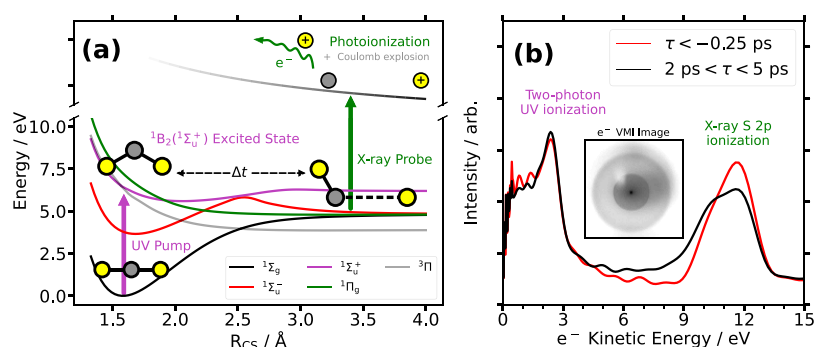 (a)
Photoionization
+ Coulomb explosion
e⁻
+
+
Energy / eV
10.0
7.5
5.0
2.5
0.0
¹B₂(¹Σᵤ⁺) Excited State
Δt
X-ray Probe
UV Pump
¹Σg
¹Σᵤ⁻
¹Σᵤ⁺
¹Πg
³Π
1.5
2.0
2.5
3.0
3.5
4.0
R_CS / Å
(b)
τ < −0.25 ps
2 ps < τ < 5 ps
Two-photon
UV ionization
e⁻ VMI Image
X-ray S 2p
ionization
Intensity / arb.
0
3
6
9
12
15
e⁻ Kinetic Energy / eV